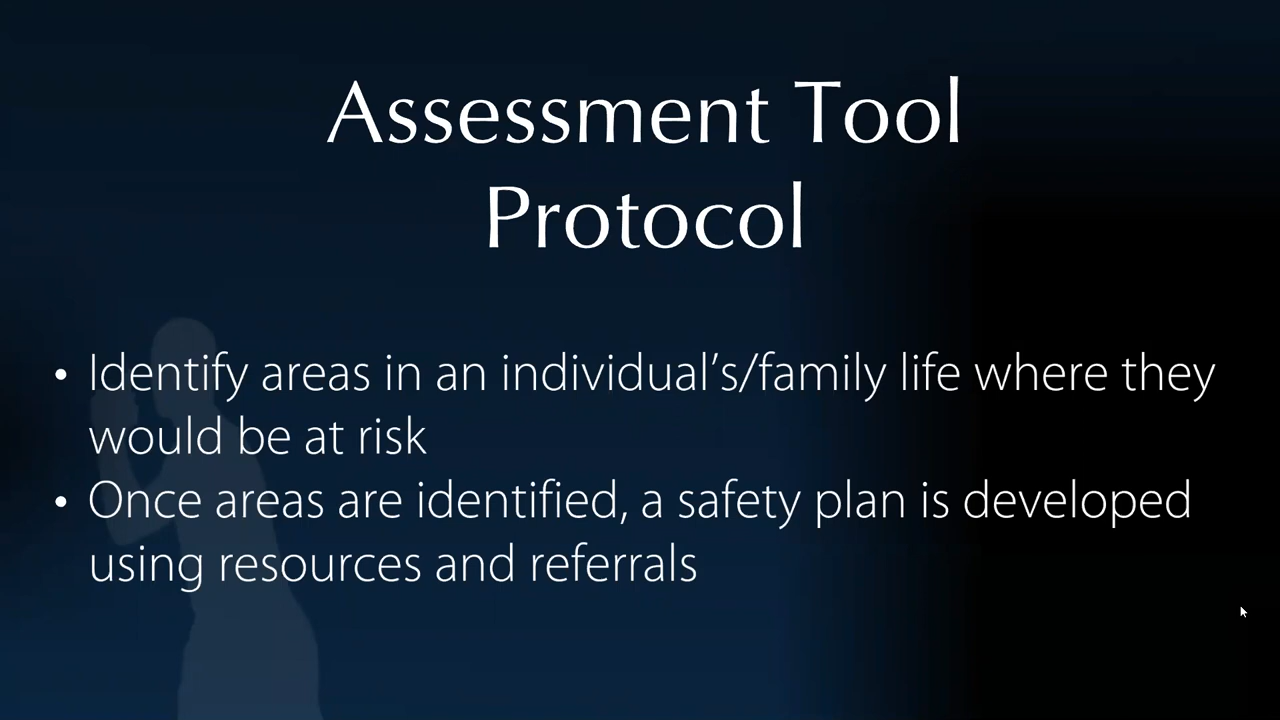 Assessment Tool
Protocol
• Identify areas in an individual’s/family life where they
would be at risk
• Once areas are identified, a safety plan is developed
using resources and referrals